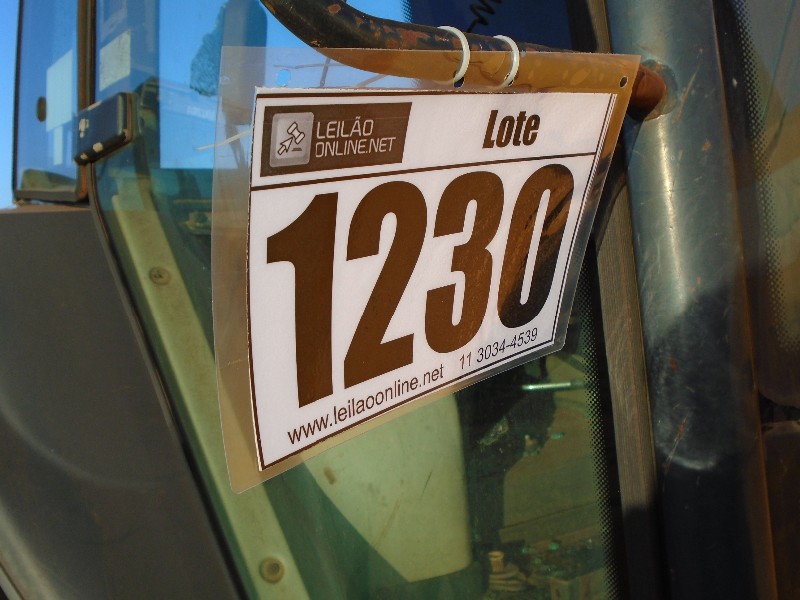 LEILÃO
ONLINE.NET
Lote
1230
www.leilaoonline.net 11 3034-4539